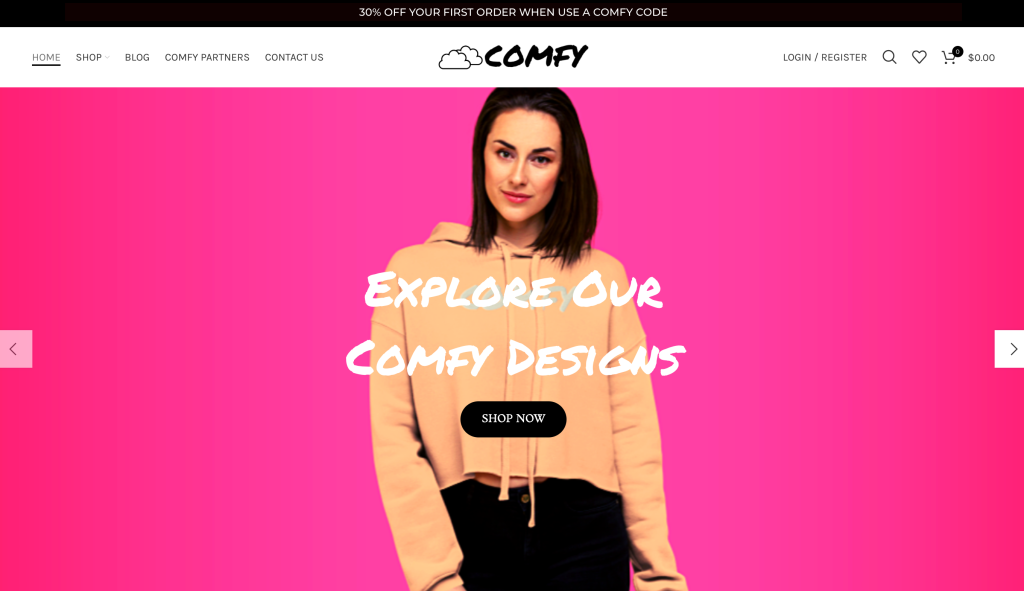 30% OFF YOUR FIRST ORDER WHEN USE A COMFY CODE
HOME SHOP BLOG COMFY PARTNERS CONTACT US
COMFY
LOGIN / REGISTER 0 $0.00
Explore Our
Comfy Designs
SHOP NOW